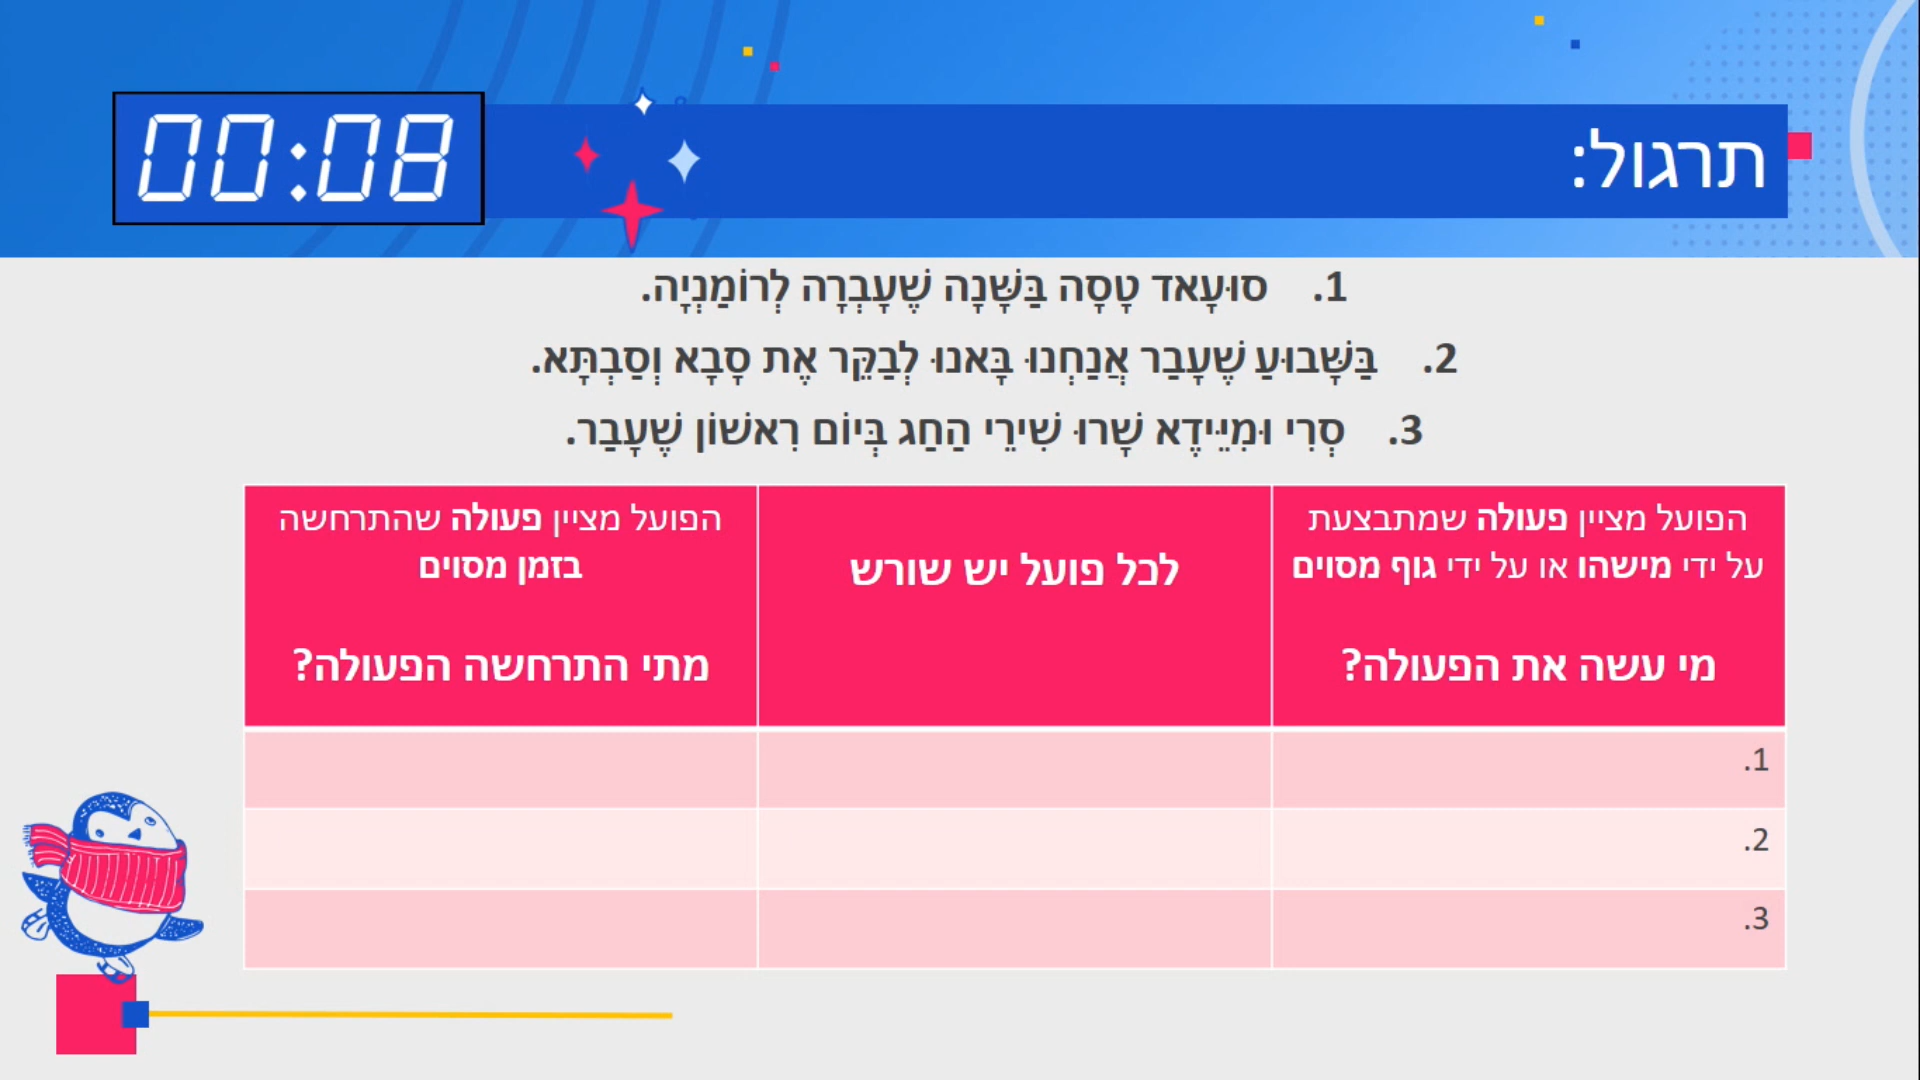 00:08
תרגול:
1. סוּעָאד טָסָה בַּשָּׁנָה שֶׁעָבְרָה לְרוֹמַנְיָה.
2. בַּשָּׁבוּעַ שֶׁעָבַר אֲנַחְנוּ בָּאנוּ לְבַקֵּר אֶת סָבָא וְסַבְתָּא.
3. סְרִי וּמִיֵּידֶא שָׁרוּ שִׁירֵי הַחַג בְּיוֹם רִאשׁוֹן שֶׁעָבַר.
הפועל מציין פעולה שמתבצעת
על ידי מישהו או על ידי גוף מסוים
מי עשה את הפעולה?
לכל פועל יש שורש
הפועל מציין פעולה שהתרחשה
בזמן מסוים
מתי התרחשה הפעולה?
1.
2.
3.